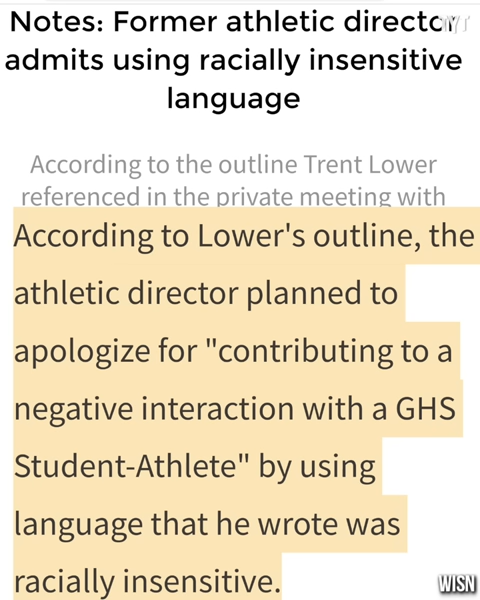 Notes: Former athletic director
admits using racially insensitive
language
According to the outline Trent Lower
referenced in the private meeting with
According to Lower's outline, the
athletic director planned to
apologize for "contributing to a
negative interaction with a GHS
Student-Athlete" by using
language that he wrote was
racially insensitive.
WISN